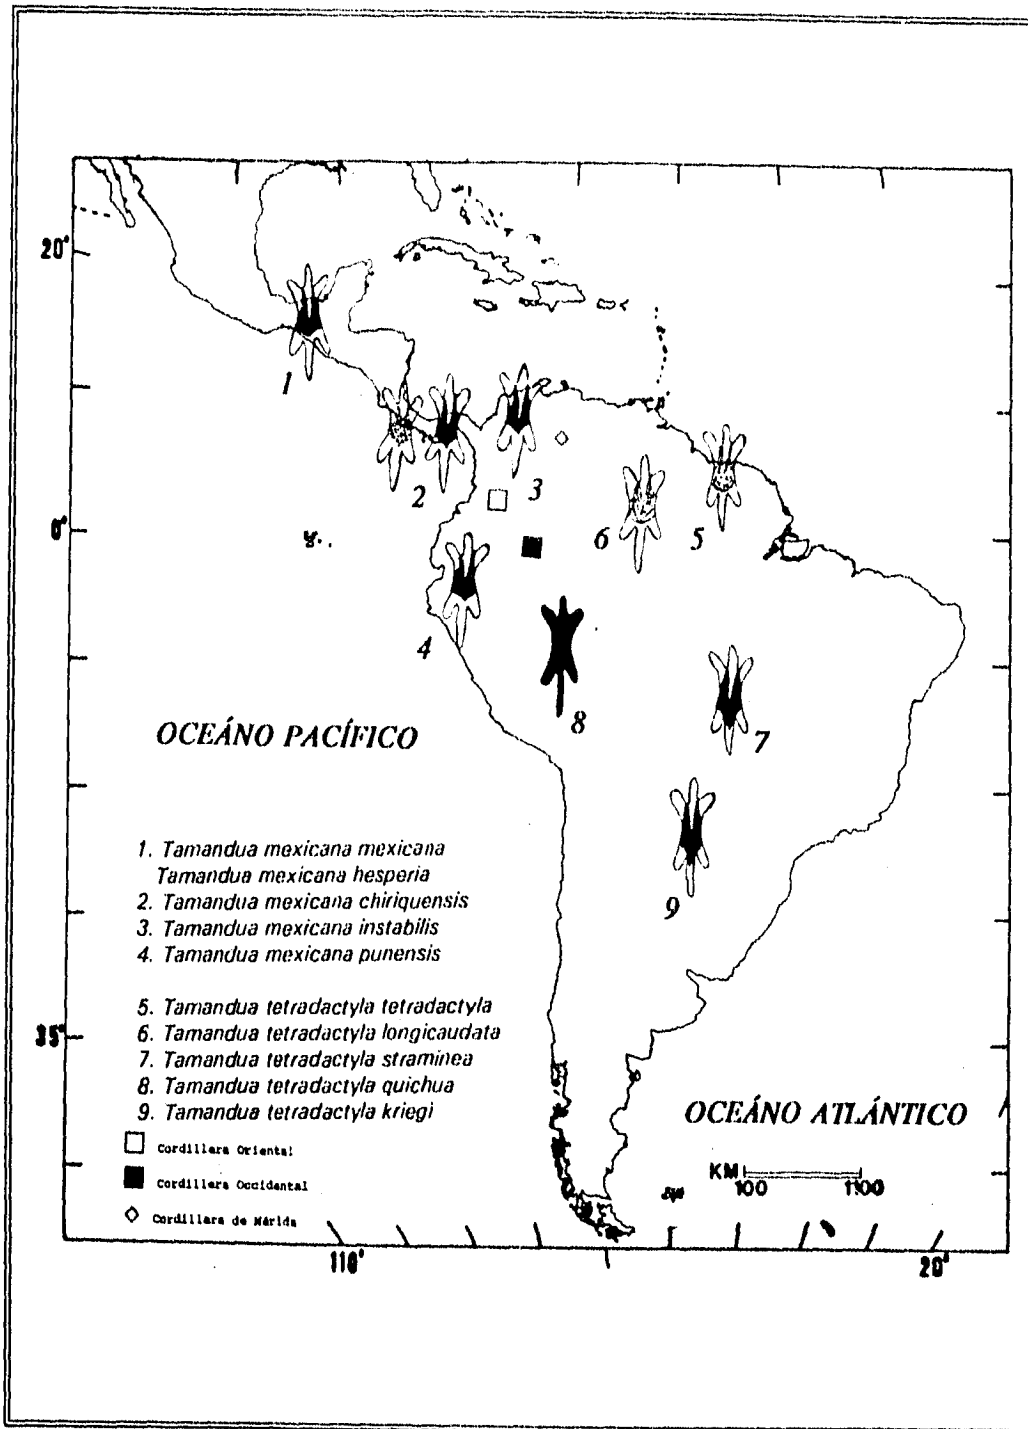 20°
1
2
3
6
5
0°
4
8
7
OCEÁNO PACÍFICO
9
1. Tamandua mexicana mexicana
Tamandua mexicana hesperia
2. Tamandua mexicana chiriquensis
3. Tamandua mexicana instabilis
4. Tamandua mexicana punensis
5. Tamandua tetradactyla tetradactyla
6. Tamandua tetradactyla longicaudata
7. Tamandua tetradactyla straminea
8. Tamandua tetradactyla quichua
9. Tamandua tetradactyla kriegi
35°
OCEÁNO ATLÁNTICO
Cordillera Oriental
Cordillera Occidental
Cordillara de Mérida
KM
100 1100
110° 20°